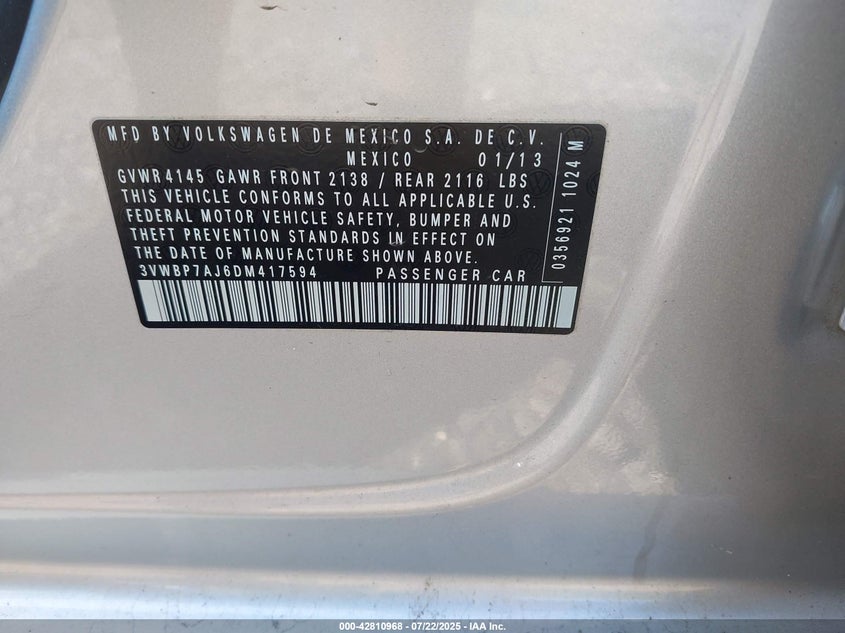 MFD BY VOLKSWAGEN DE MEXICO S.A. DE C.V.
MEXICO 01/13
GVWR 4145 GAWR FRONT 2138 / REAR 2116 LBS
THIS VEHICLE CONFORMS TO ALL APPLICABLE U.S.
FEDERAL MOTOR VEHICLE SAFETY, BUMPER AND
THEFT PREVENTION STANDARDS IN EFFECT ON
THE DATE OF MANUFACTURE SHOWN ABOVE.
3VWBP7AJ6DM417594 PASSENGER CAR
0356921 1024 M
000-42810968 - 07/22/2025 - IAA Inc.